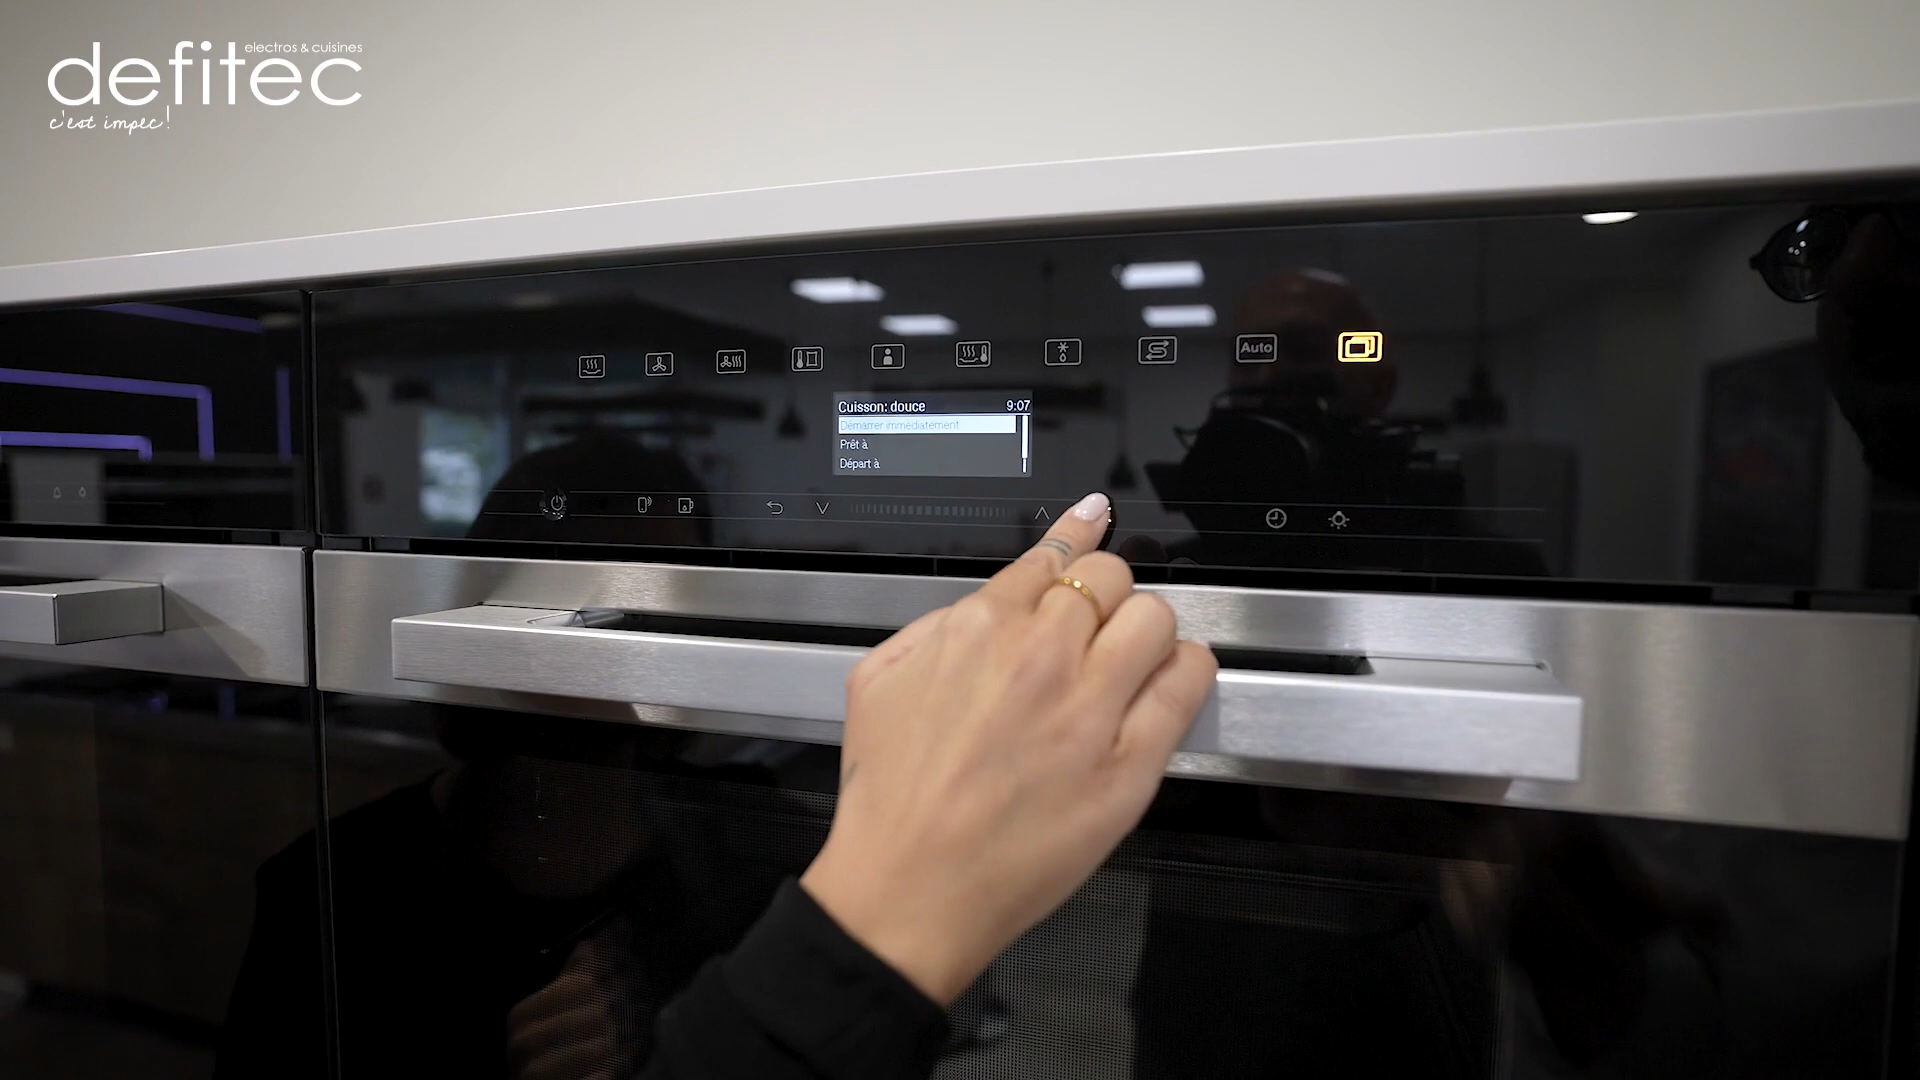 electros & cuisines
defitec
c'est impec!
Auto
Cuisson: douce 9:07
Démarrer immédiatement
Prêt à
Départ à